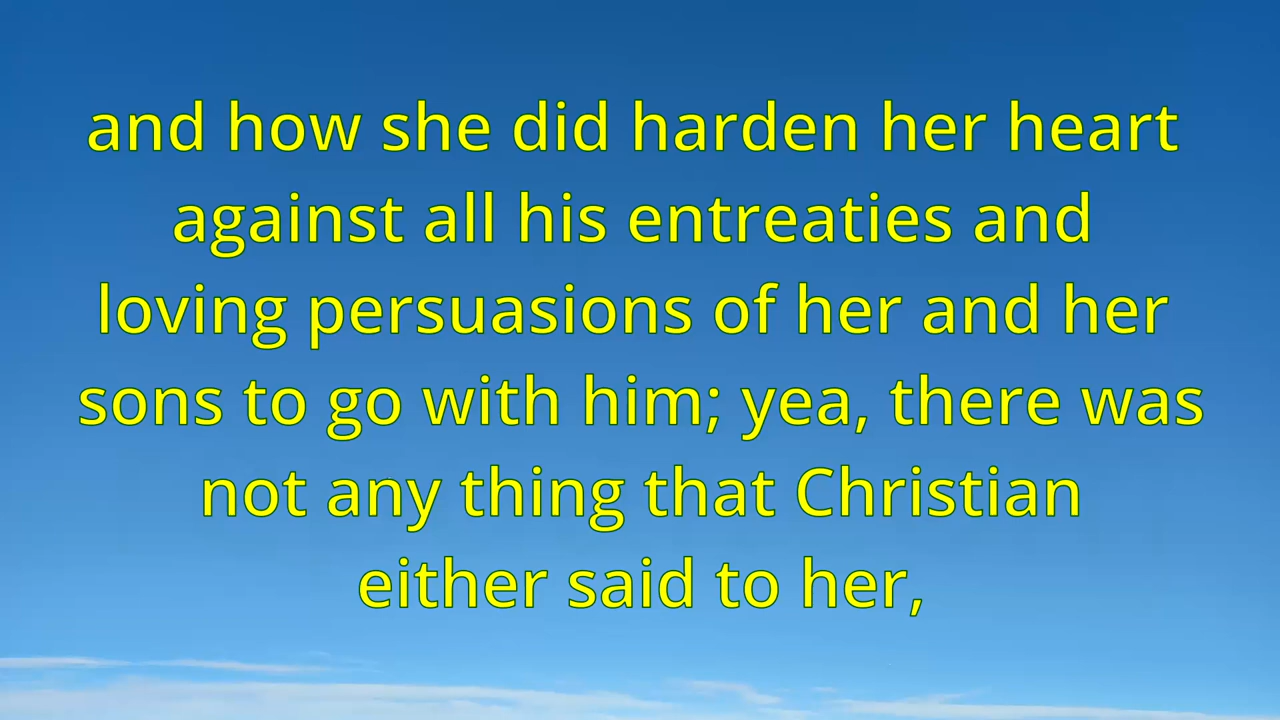 and how she did harden her heart
against all his entreaties and
loving persuasions of her and her
sons to go with him; yea, there was
not any thing that Christian
either said to her,